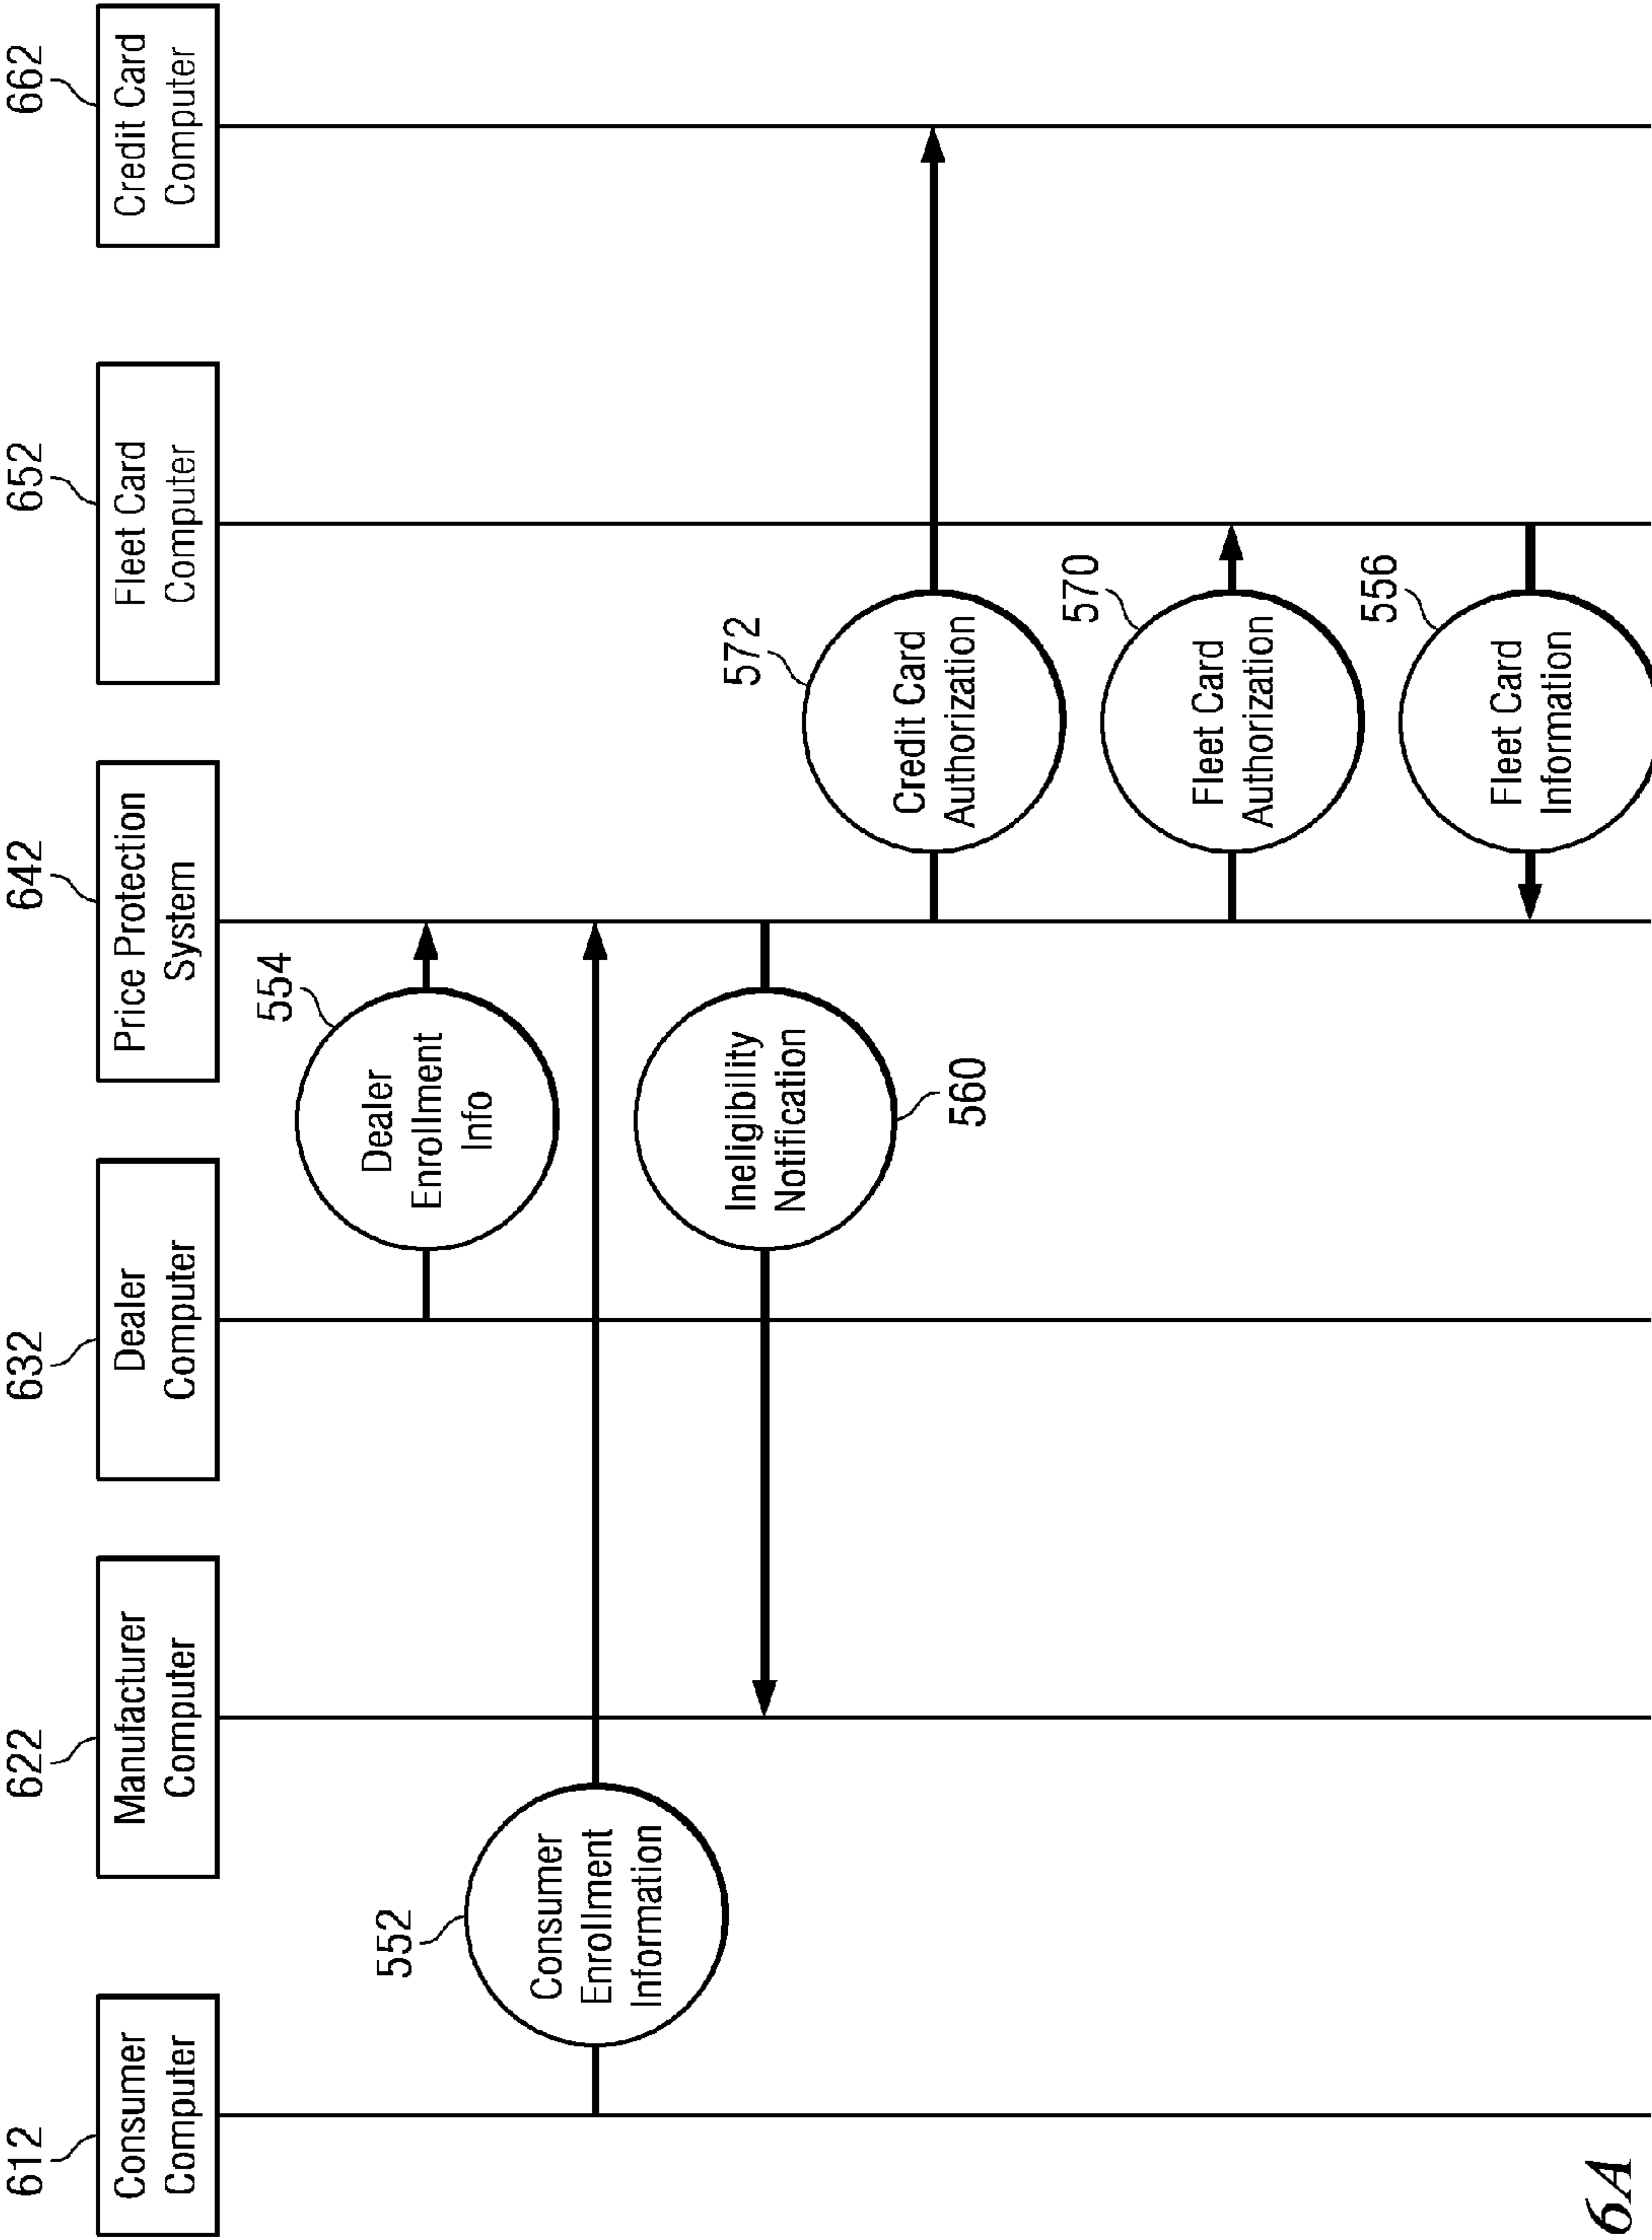 612
622
632
642
652
662
Consumer
Computer
Manufacturer
Computer
Dealer
Computer
Price Protection
System
Fleet Card
Computer
Credit Card
Computer
554
Dealer
Enrollment
Info
552
Consumer
Enrollment
Information
Ineligibility
Notification
560
572
Credit Card
Authorization
570
Fleet Card
Authorization
556
Fleet Card
Information
6A